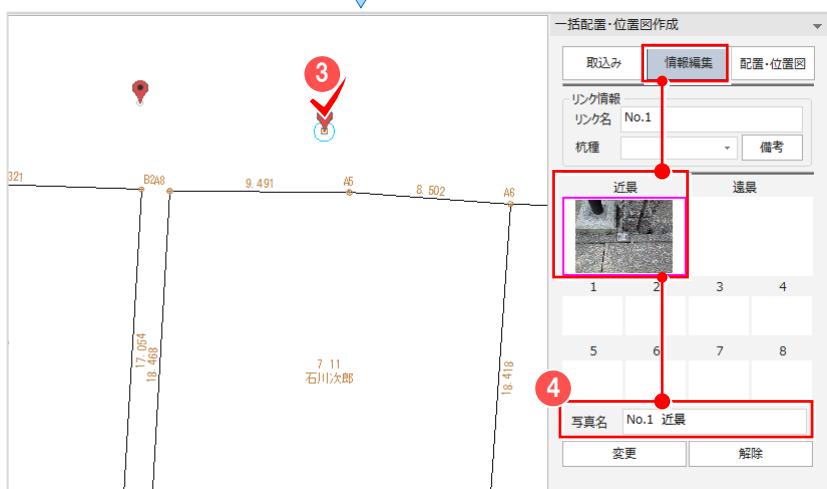 一括配置・位置図作成
取込み
情報編集
配置・位置図
リンク情報
リンク名
No.1
杭種
備考
近景
遠景
1
2
3
4
5
6
7
8
写真名
No.1 近景
変更
解除
3
4
321
B2A8
9.491
A5
8.502
A6
17.054
18.468
7 11
石川次郎
18.418